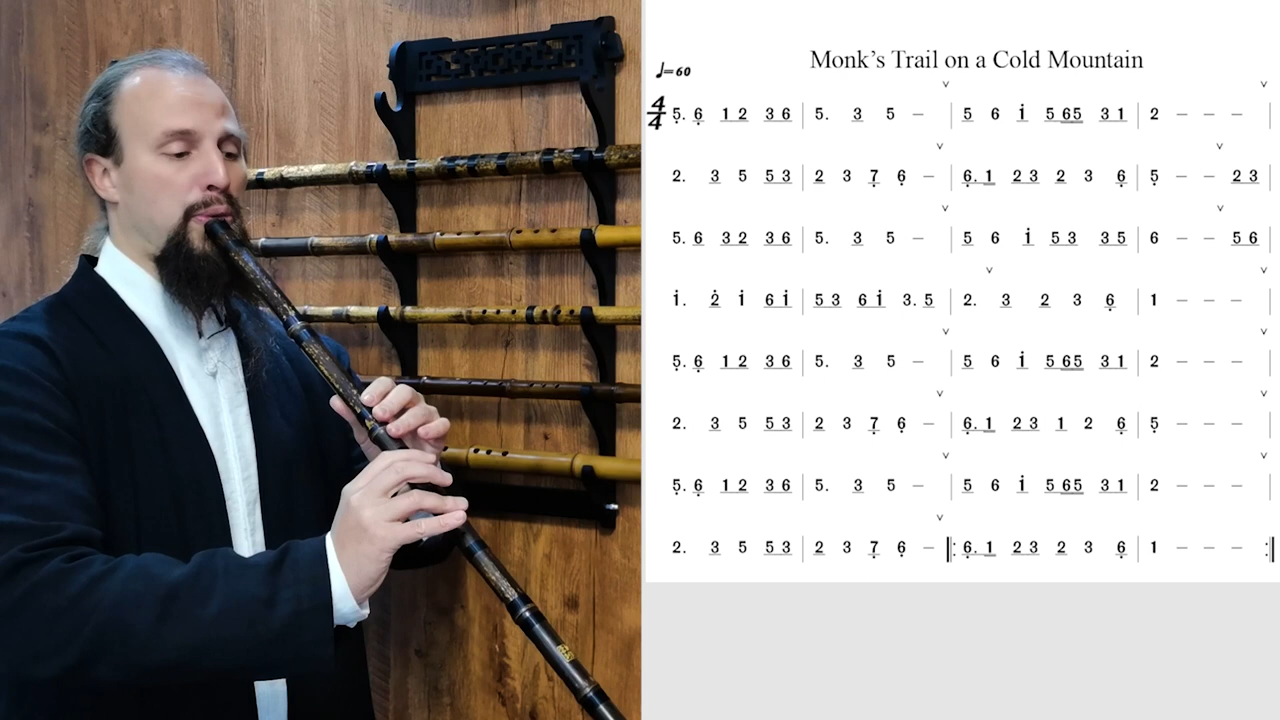 Monk's Trail on a Cold Mountain
♩=60
4/4 5̣. 6̣ 1 2 3 6 | 5. 3 5 – | 5 6 i̇ 5 65 3 1 | 2 – – – |
2. 3 5 5 3 | 2 3 7̣ 6̣ – | 6̣. 1 2 3 2 3 6̣ | 5̣ – – 2 3 |
5. 6 3 2 3 6 | 5. 3 5 – | 5 6 i̇ 5 3 3 5 | 6 – – 5 6 |
i̇. 2̇ i̇ 6 i̇ | 5 3 6 i̇ 3. 5 | 2. 3 2 3 6̣ | 1 – – – |
5̣. 6̣ 1 2 3 6 | 5. 3 5 – | 5 6 i̇ 5 65 3 1 | 2 – – – |
2. 3 5 5 3 | 2 3 7̣ 6̣ – | 6̣. 1 2 3 1 2 6̣ | 5̣ – – – |
5̣. 6̣ 1 2 3 6 | 5. 3 5 – | 5 6 i̇ 5 65 3 1 | 2 – – – |
2. 3 5 5 3 | 2 3 7̣ 6̣ – ‖: 6̣. 1 2 3 2 3 6̣ | 1 – – – :‖